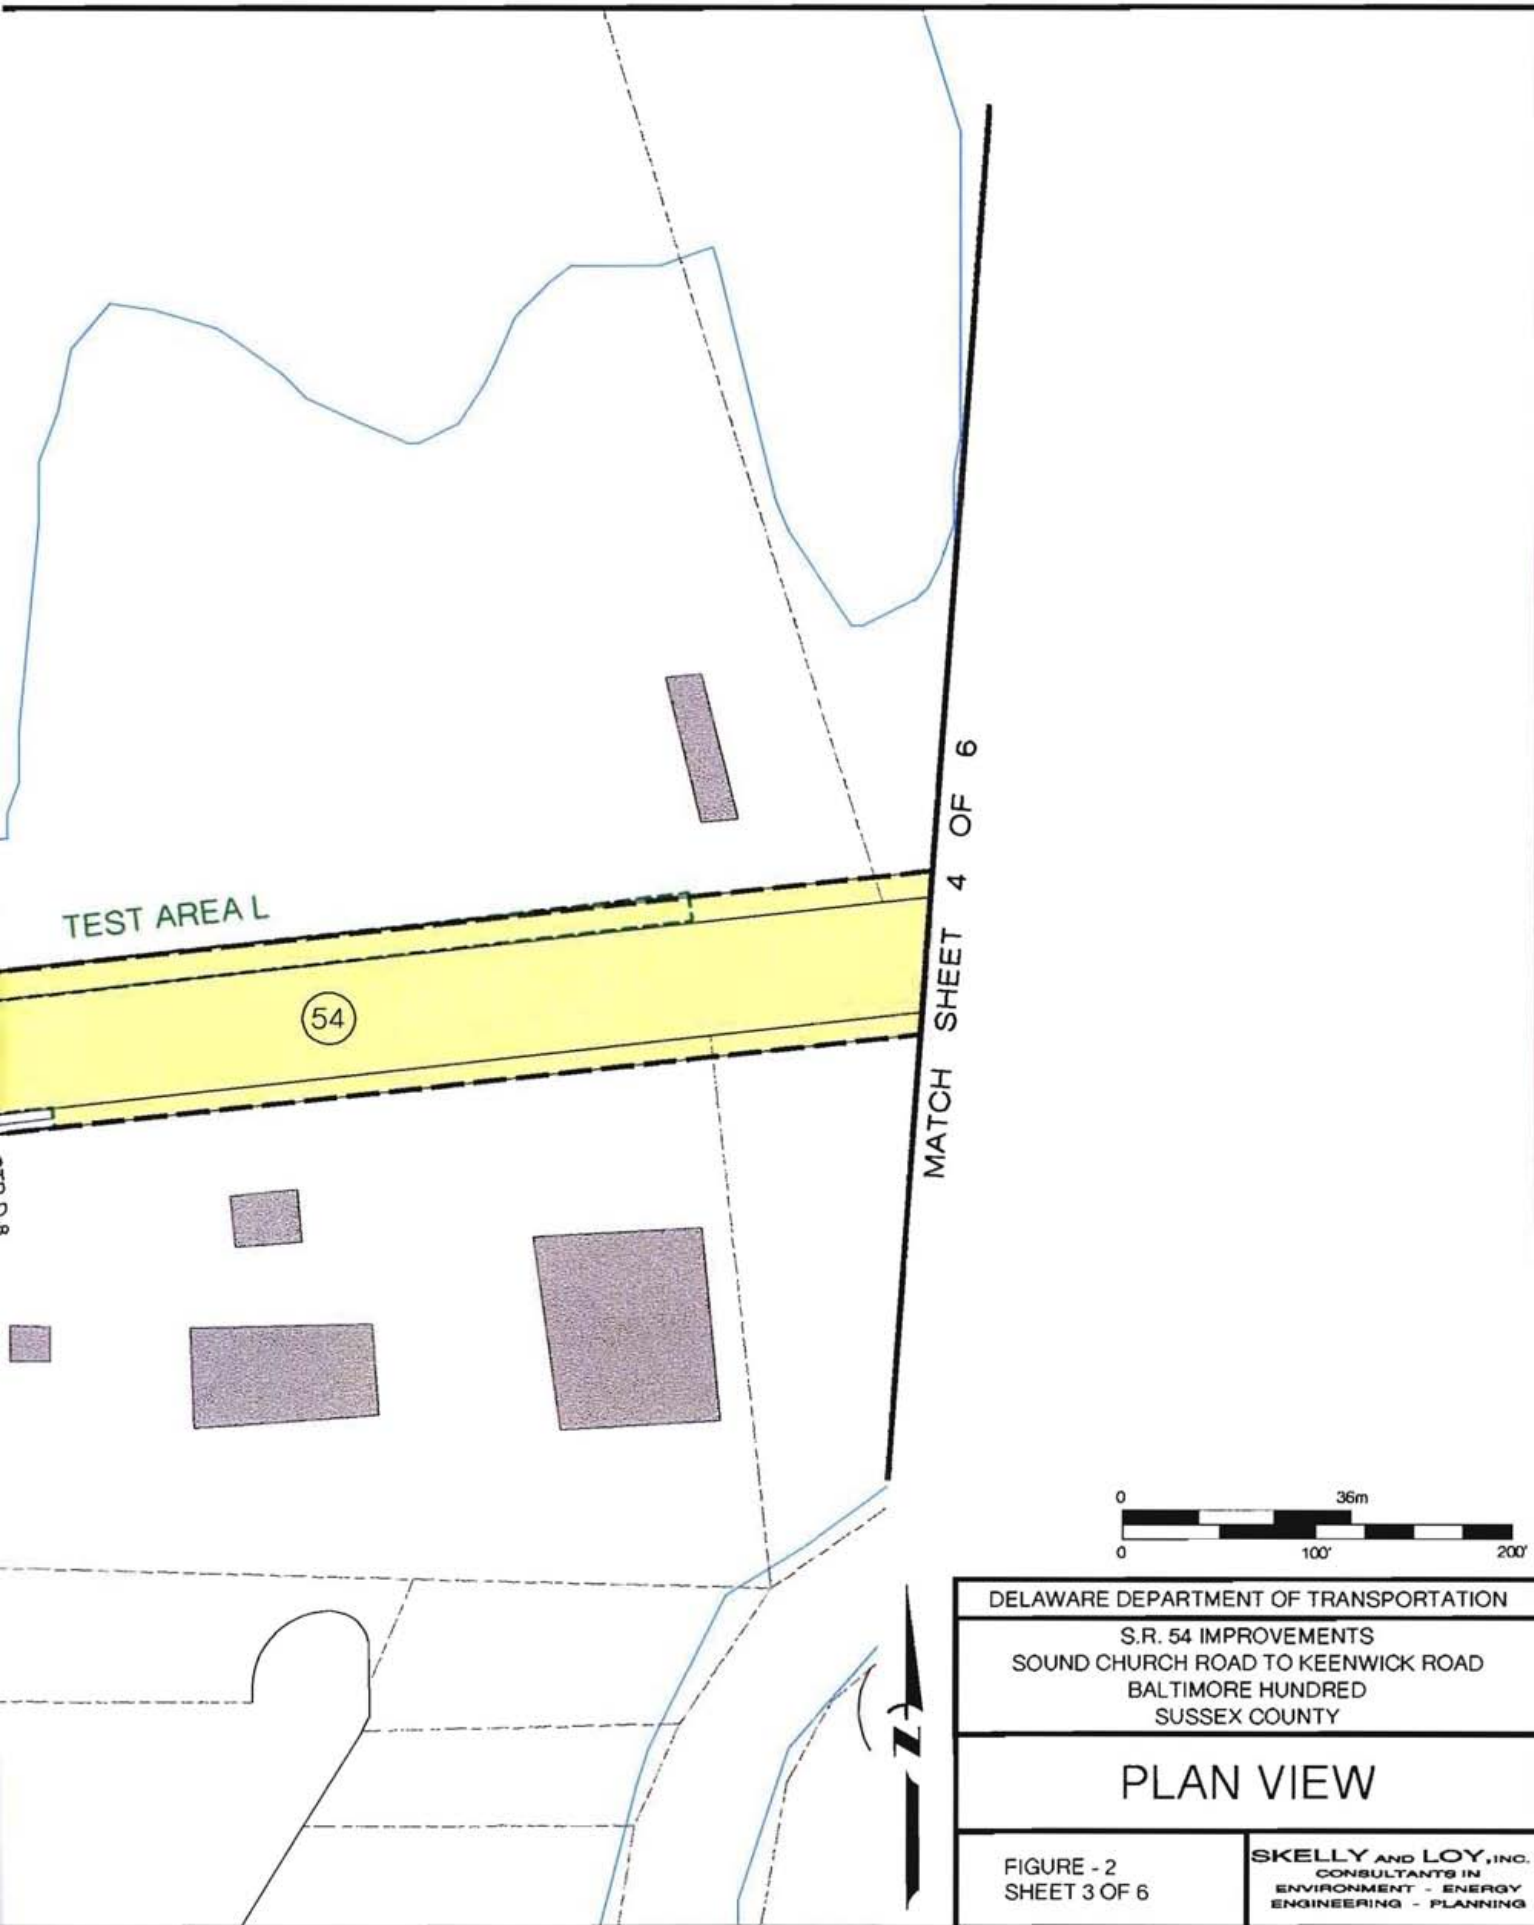 TEST AREA L
54
MATCH SHEET 4 OF 6
0 36m
0 100' 200'
DELAWARE DEPARTMENT OF TRANSPORTATION
S.R. 54 IMPROVEMENTS
SOUND CHURCH ROAD TO KEENWICK ROAD
BALTIMORE HUNDRED
SUSSEX COUNTY
N
PLAN VIEW
FIGURE - 2
SHEET 3 OF 6
SKELLY AND LOY, INC.
CONSULTANTS IN
ENVIRONMENT - ENERGY
ENGINEERING - PLANNING